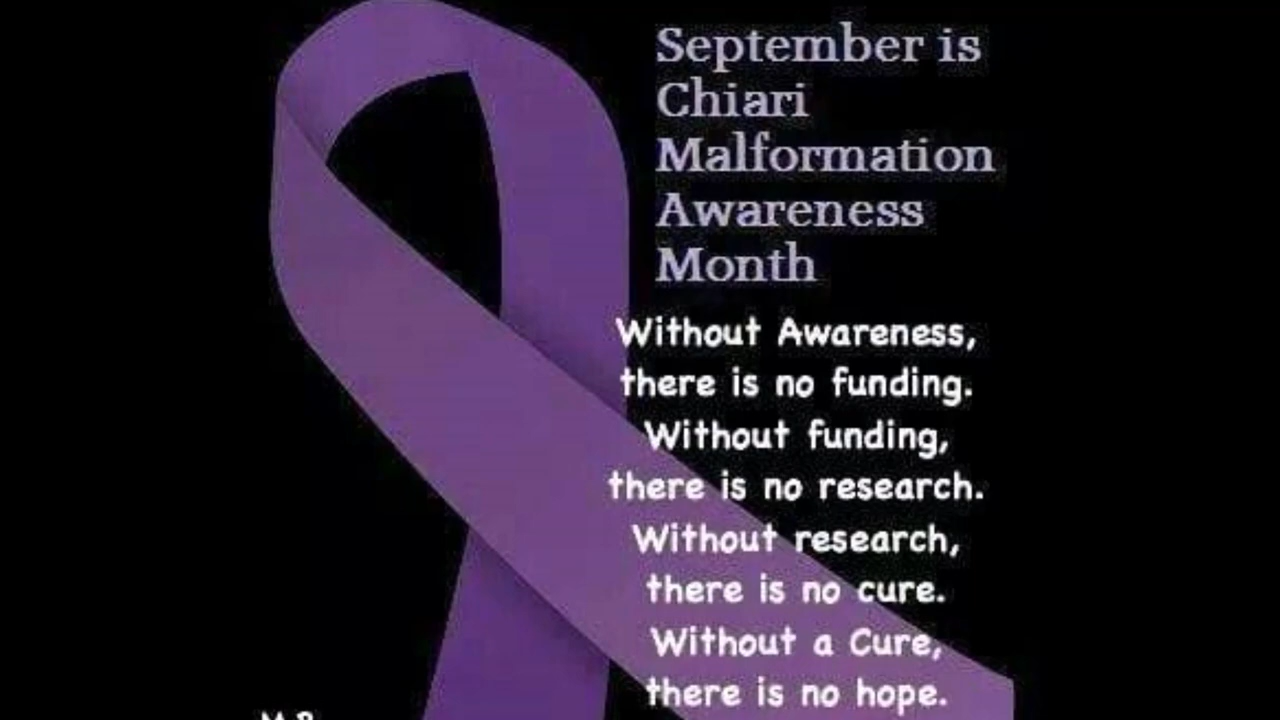 September is
Chiari
Malformation
Awareness
Month
Without Awareness,
there is no funding.
Without funding,
there is no research.
Without research,
there is no cure.
Without a Cure,
there is no hope.